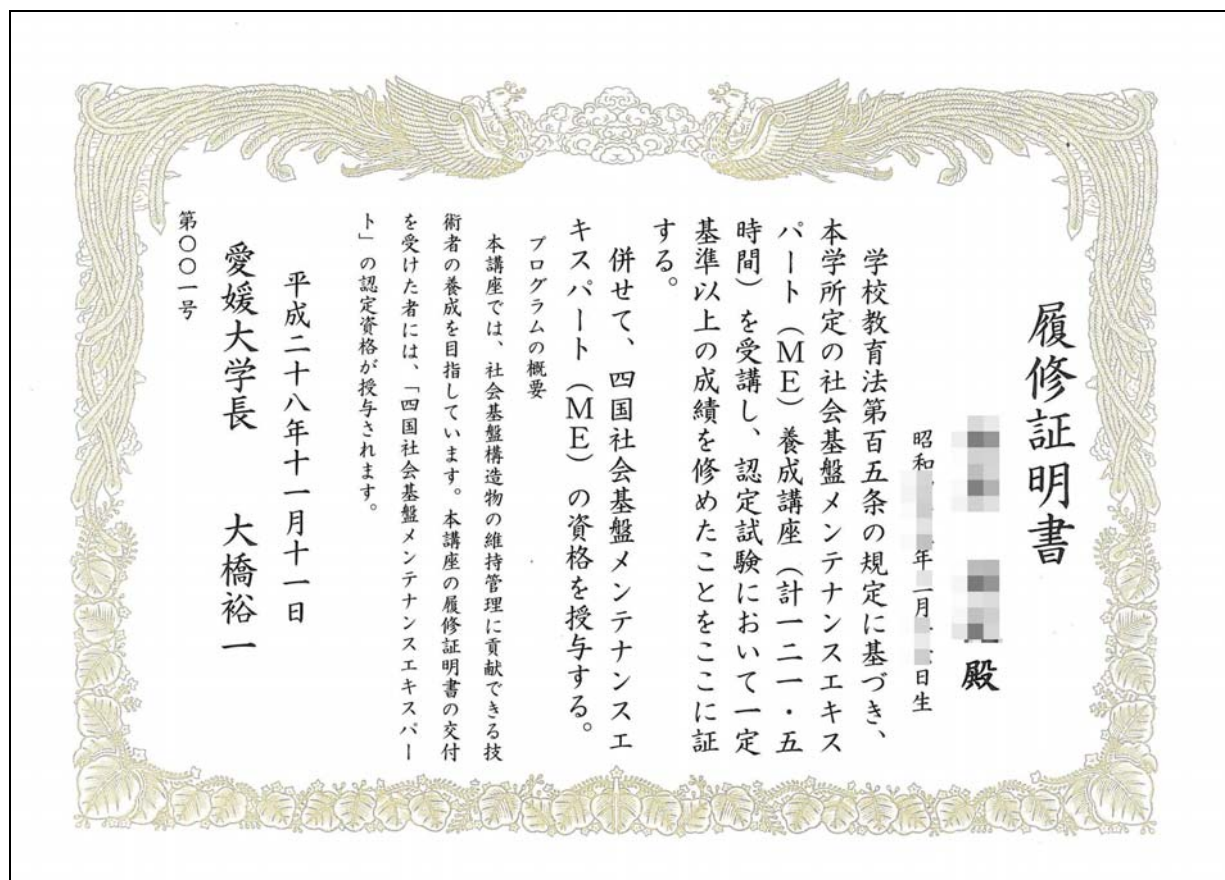 履修証明書
殿
昭和 年 月 日生
学校教育法第百五条の規定に基づき、
本学所定の社会基盤メンテナンスエキス
パート（ＭＥ）養成講座（計一二一・五
時間）を受講し、認定試験において一定
基準以上の成績を修めたことをここに証
する。
併せて、四国社会基盤メンテナンスエ
キスパート（ＭＥ）の資格を授与する。
プログラムの概要
本講座では、社会基盤構造物の維持管理に貢献できる技
術者の養成を目指しています。本講座の履修証明書の交付
を受けた者には、「四国社会基盤メンテナンスエキスパー
ト」の認定資格が授与されます。
平成二十八年十一月十一日
愛媛大学長 大橋裕一
第〇〇一号